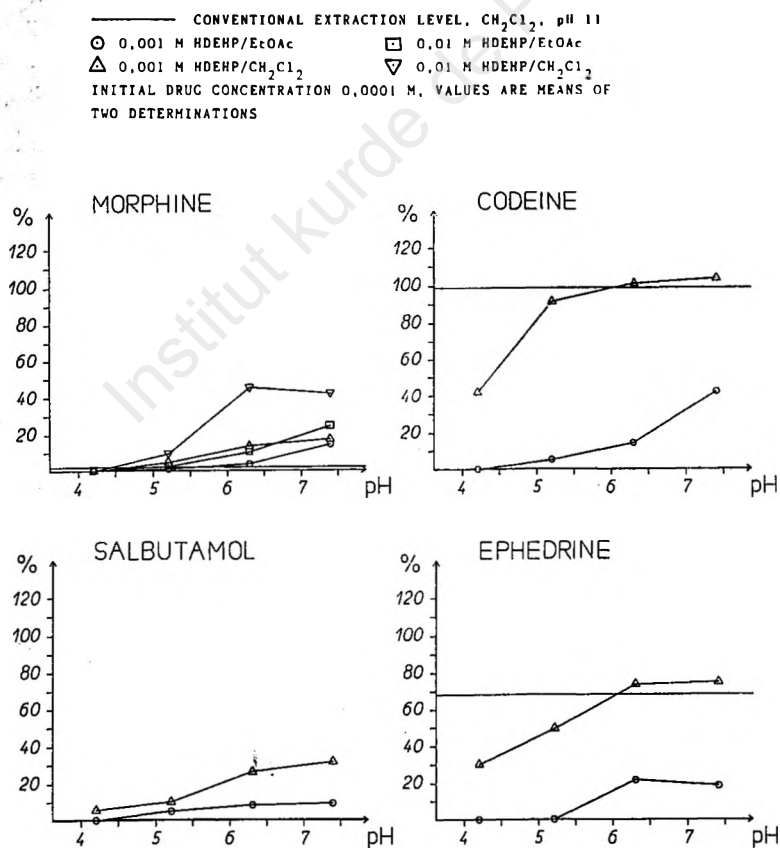 CONVENTIONAL EXTRACTION LEVEL, CH₂Cl₂, pH 11
0,001 M HDEHP/EtOAc 0,01 M HDEHP/EtOAc
0,001 M HDEHP/CH₂Cl₂ 0,01 M HDEHP/CH₂Cl₂
INITIAL DRUG CONCENTRATION 0,0001 M, VALUES ARE MEANS OF
TWO DETERMINATIONS
Institut kurde de
MORPHINE
%
120
100
80
60
40
20
4 5 6 7 pH
CODEINE
%
120
100
80
60
40
20
4 5 6 7 pH
SALBUTAMOL
%
120
100
80
60
40
20
4 5 6 7 pH
EPHEDRINE
%
120
100
80
60
40
20
4 5 6 7 pH